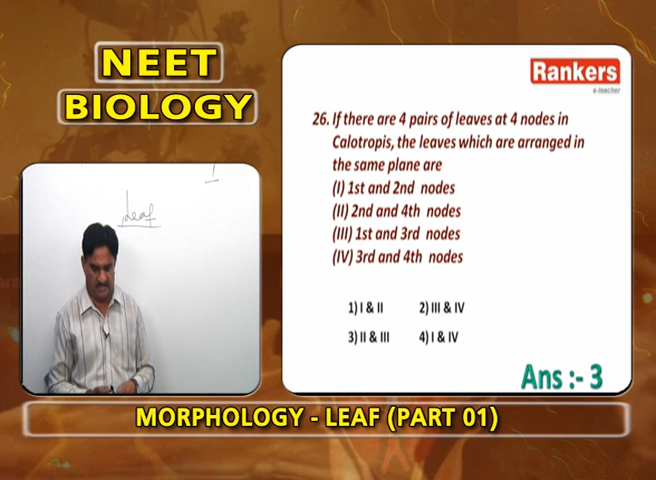 NEET
BIOLOGY
Rankers
e-teacher
26. If there are 4 pairs of leaves at 4 nodes in
Calotropis, the leaves which are arranged in
the same plane are
(I) 1st and 2nd nodes
(II) 2nd and 4th nodes
(III) 1st and 3rd nodes
(IV) 3rd and 4th nodes
1) I & II 2) III & IV
3) II & III 4) I & IV
Ans :- 3
Leaf
MORPHOLOGY - LEAF (PART 01)